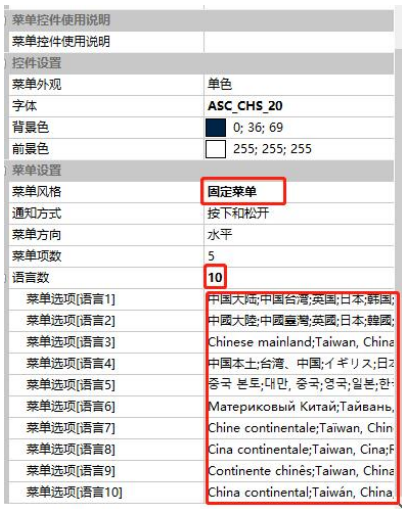 菜单控件使用说明
菜单控件使用说明
控件设置
菜单外观 单色
字体 ASC_CHS_20
背景色 0; 36; 69
前景色 255; 255; 255
菜单设置
菜单风格 固定菜单
通知方式 按下和松开
菜单方向 水平
菜单项数 5
语言数 10
菜单选项[语言1] 中国大陆;中国台湾;英国;日本;韩国;
菜单选项[语言2] 中國大陸;中國臺灣;英國;日本;韓國;
菜单选项[语言3] Chinese mainland;Taiwan, China
菜单选项[语言4] 中国本土;台湾、中国;イギリス;日本
菜单选项[语言5] 중국 본토;대만, 중국;영국;일본;한
菜单选项[语言6] Материковый Китай;Тайвань,
菜单选项[语言7] Chine continentale;Taïwan, Chin
菜单选项[语言8] Cina continentale;Taiwan, Cina;
菜单选项[语言9] Continente chinês;Taiwan, China
菜单选项[语言10] China continental;Taiwán, China,